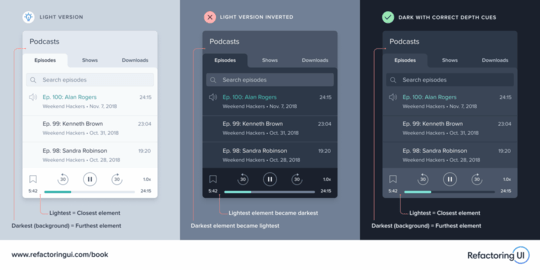 LIGHT VERSION
Podcasts
Episodes Shows Downloads
Search episodes
Ep. 100: Alan Rogers 24:15
Weekend Hackers • Nov 7, 2018
Ep. 99: Kenneth Brown 23:04
Weekend Hackers • Oct 31, 2018
Ep. 98: Sandra Robinson 19:20
Weekend Hackers • Oct 28, 2018
30 30 1.0x
5:42 24:15
Lightest = Closest element
Darkest (background) = Furthest element
LIGHT VERSION INVERTED
Podcasts
Episodes Shows Downloads
Search episodes
Ep. 100: Alan Rogers 24:15
Weekend Hackers • Nov 7, 2018
Ep. 99: Kenneth Brown 23:04
Weekend Hackers • Oct 31, 2018
Ep. 98: Sandra Robinson 19:20
Weekend Hackers • Oct 28, 2018
30 30 1.0x
5:42 24:15
Lightest element became darkest
Darkest element became lightest
DARK WITH CORRECT DEPTH CUES
Podcasts
Episodes Shows Downloads
Search episodes
Ep. 100: Alan Rogers 24:15
Weekend Hackers • Nov 7, 2018
Ep. 99: Kenneth Brown 23:04
Weekend Hackers • Oct 31, 2018
Ep. 98: Sandra Robinson 19:20
Weekend Hackers • Oct 28, 2018
30 30 1.0x
5:42 24:15
Lightest = Closest element
Darkest (background) = Furthest element
www.refactoringui.com/book
Refactoring UI